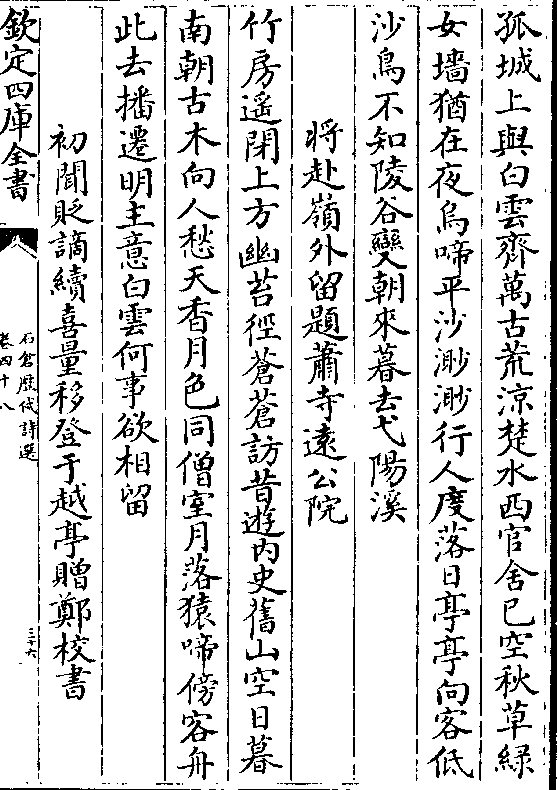 孤城上與白雲齊萬古荒涼楚水西官舍已空秋草緑
女墻猶在夜烏啼平沙渺渺行人度落日亭亭向客低
沙鳥不知陵谷變朝來暮去弋陽溪
將赴嶺外留題蕭寺逺公院
竹房遥閉上方幽苔徑蒼蒼訪昔遊内史舊山空日暮
南朝古木向人愁天香月色同僧室月落猿啼傍客舟
此去播遷明主意白雲何事欲相留
初聞貶謫續喜量移登于越亭贈鄭校書
欽定四庫全書
石倉歴代詩選
卷四十八
三十六